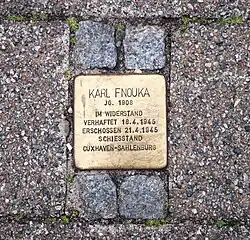 KARL FNOUKA
JG. 1908
IM WIDERSTAND
VERHAFTET 18.4.1945
ERSCHOSSEN 21.4.1945
SCHIESSTAND
CUXHAVEN-SAHLENBURG